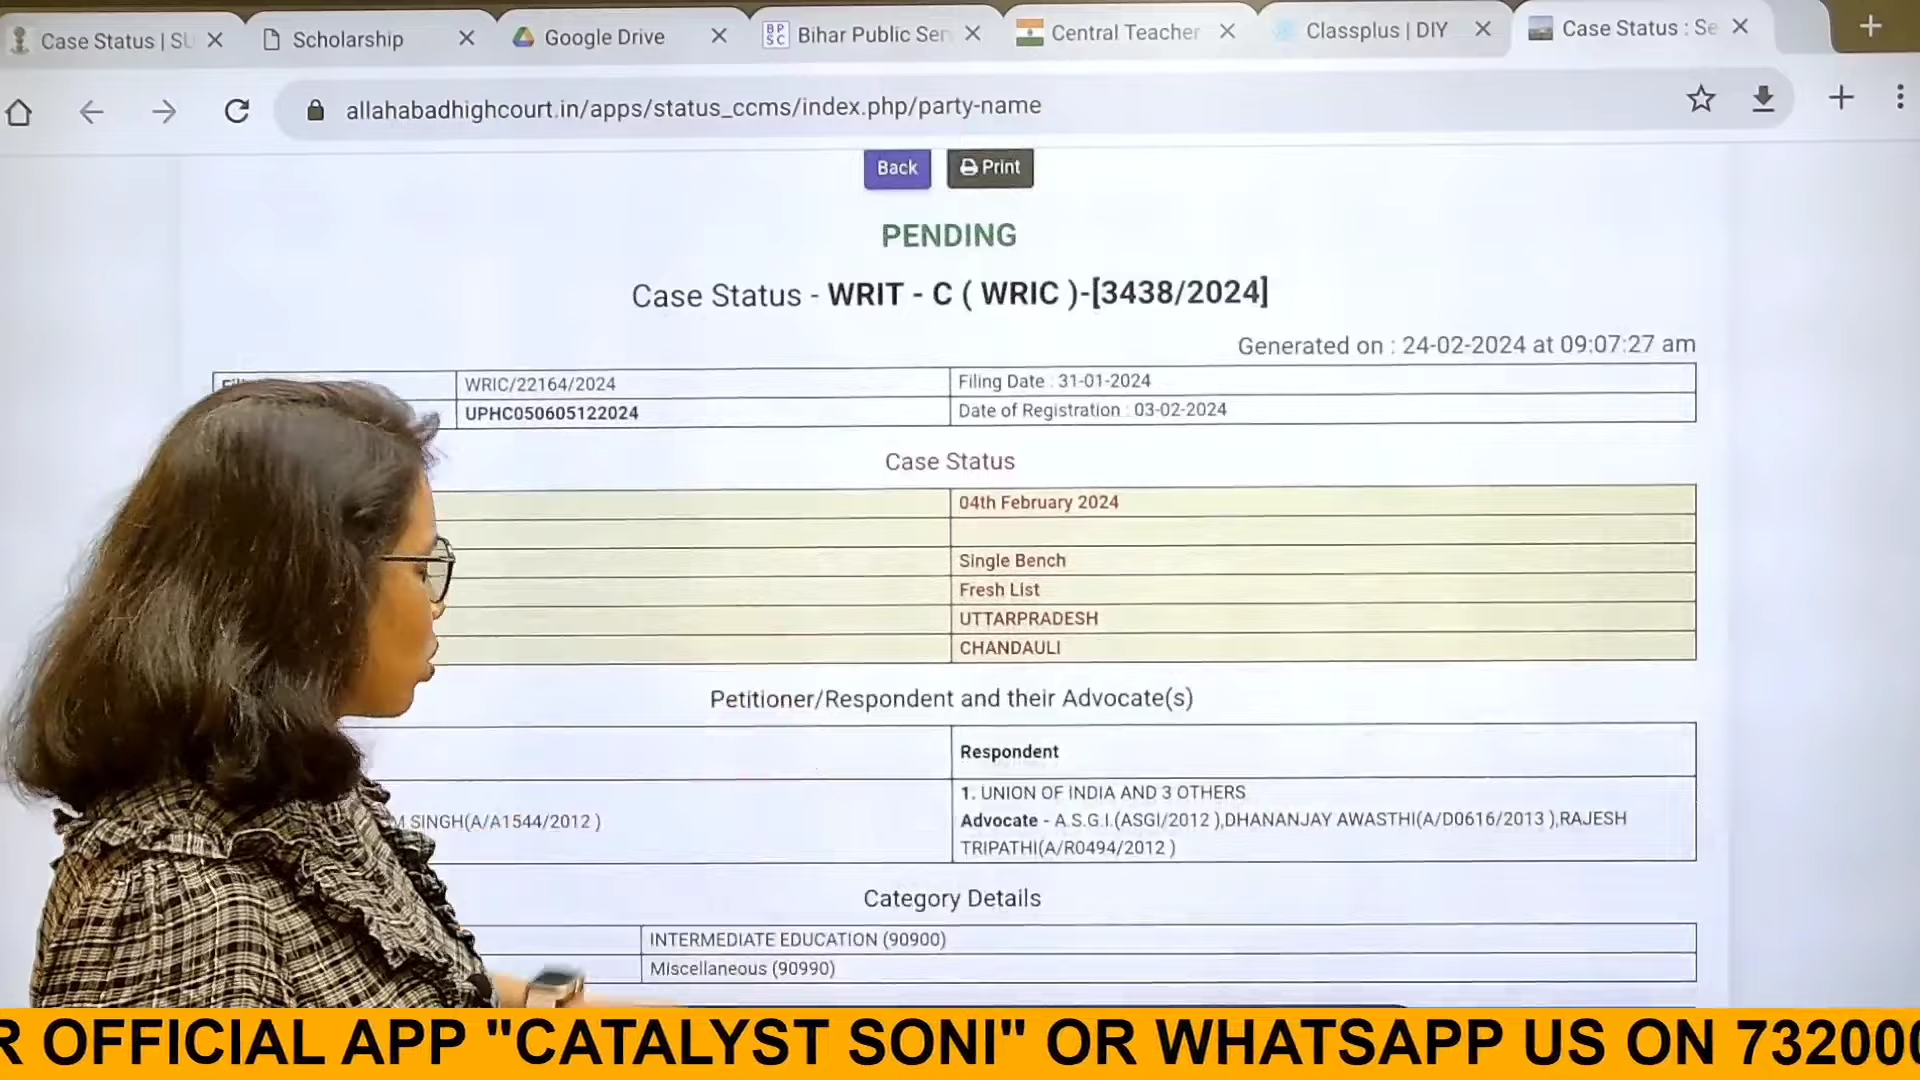 Case Status | SU
Scholarship
Google Drive
BPSC
Bihar Public Ser
Central Teacher
Classplus | DIY
Case Status : Se
allahabadhighcourt.in/apps/status_ccms/index.php/party-name
Back
Print
PENDING
Case Status - WRIT - C ( WRIC )-[3438/2024]
Generated on : 24-02-2024 at 09:07:27 am
WRIC/22164/2024
Filing Date : 31-01-2024
UPHC050605122024
Date of Registration : 03-02-2024
Case Status
04th February 2024
Single Bench
Fresh List
UTTARPRADESH
CHANDAULI
Petitioner/Respondent and their Advocate(s)
Respondent
1. UNION OF INDIA AND 3 OTHERS
M SINGH(A/A1544/2012 )
Advocate - A.S.G.I.(ASGI/2012 ),DHANANJAY AWASTHI(A/D0616/2013 ),RAJESH
TRIPATHI(A/R0494/2012 )
Category Details
INTERMEDIATE EDUCATION (90900)
Miscellaneous (90990)
R OFFICIAL APP "CATALYST SONI" OR WHATSAPP US ON 732000